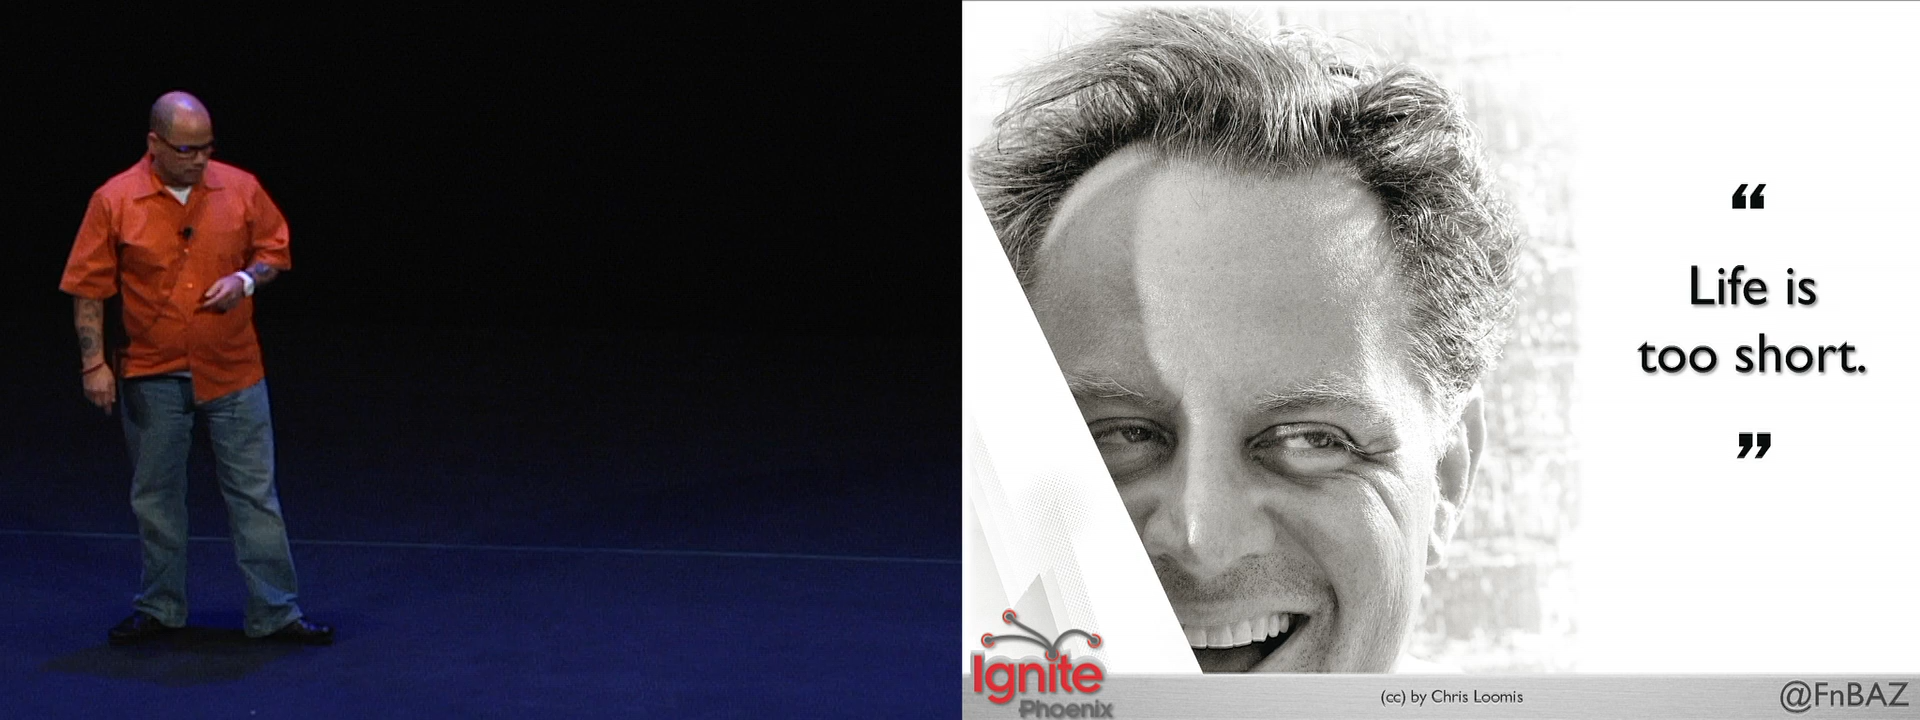 “
Life is
too short.
”
Ignite
Phoenix
(cc) by Chris Loomis
@FnBAZ